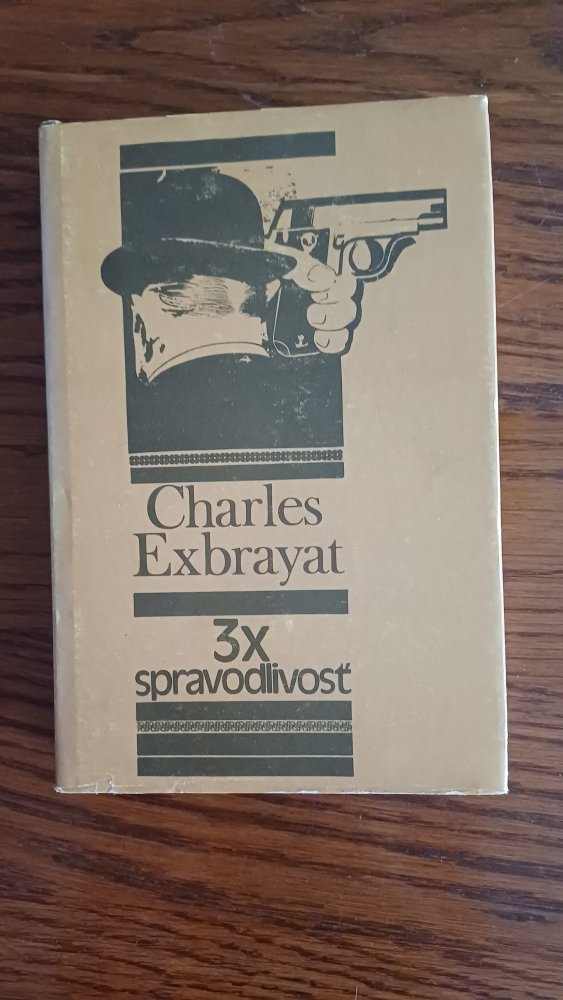 Charles
Exbrayat
3x
spravodlivosť